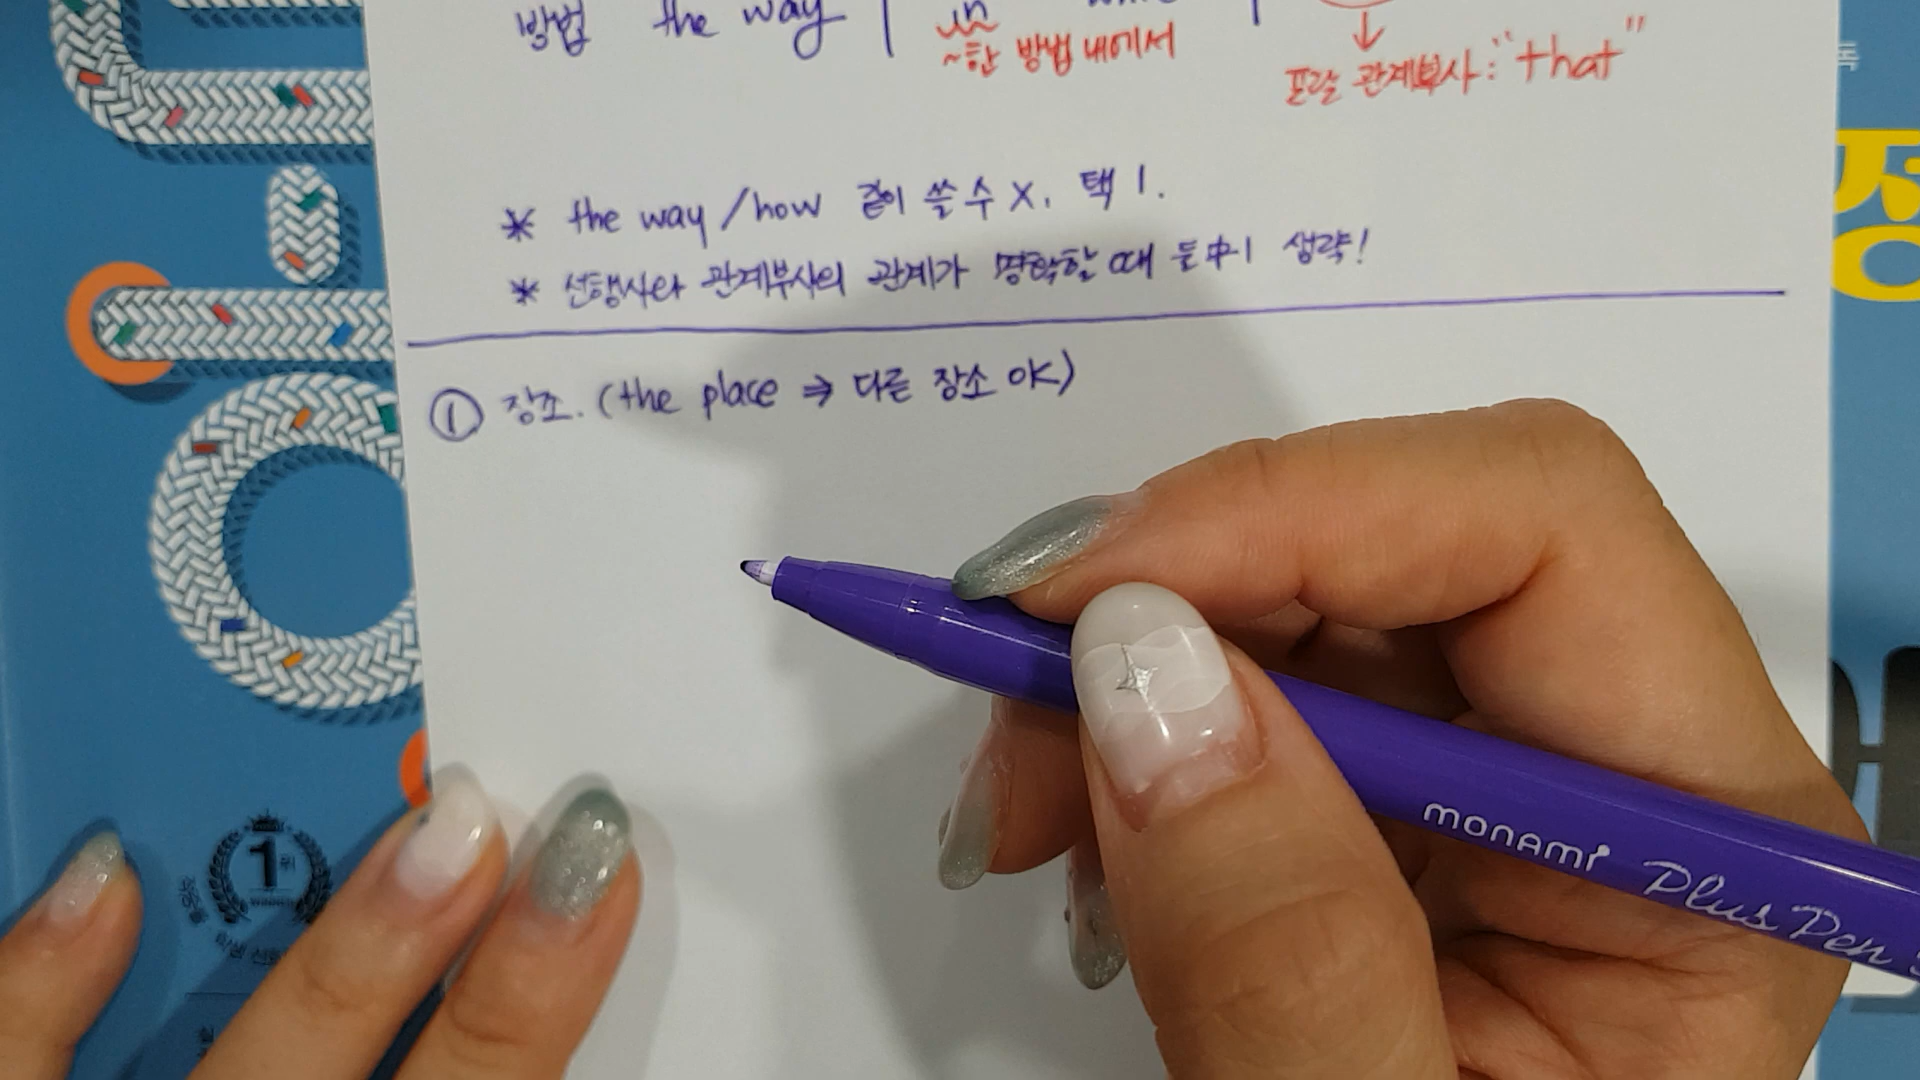 방법 the way in
~한 방법 내에서
포괄 관계부사: "that"
* the way / how 같이 쓸 수 X, 택 1.
* 선행사와 관계부사의 관계가 명확할 때 둘中1 생략!
① 장소. (the place ⇒ 다른 장소 OK)
monami Plus Pen
1위